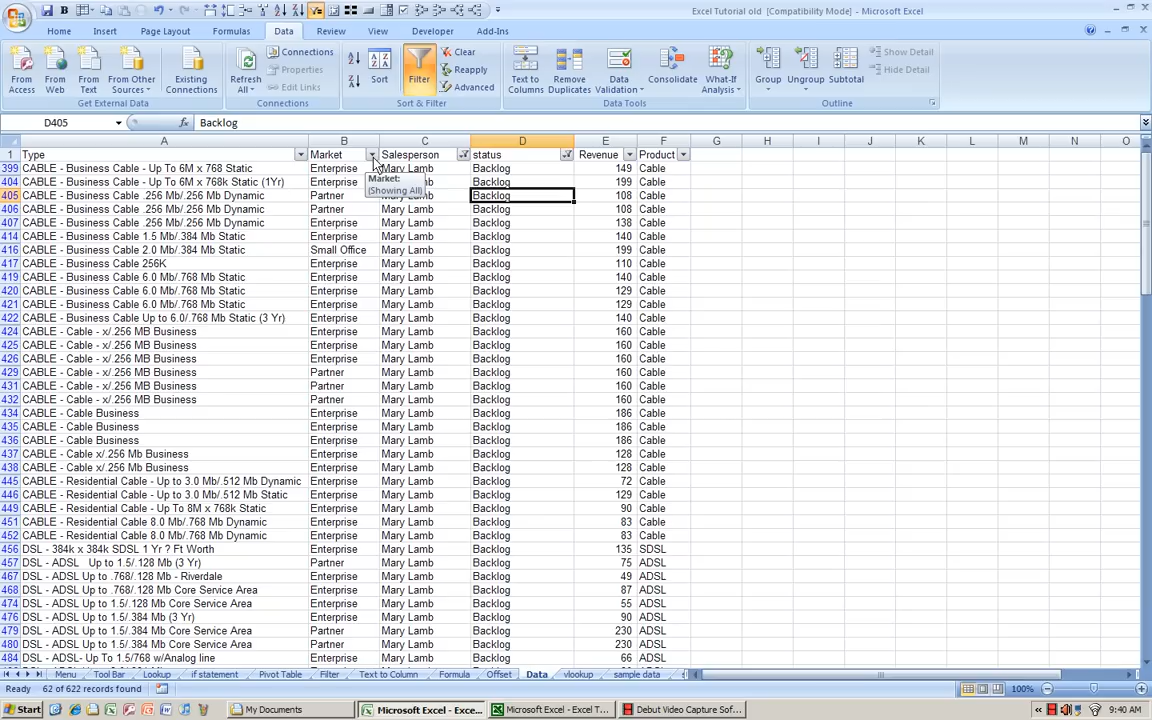 Excel Tutorial old [Compatibility Mode] - Microsoft Excel
Home Insert Page Layout Formulas Data Review View Developer Add-Ins
From Access
From Web
From Text
From Other Sources
Existing Connections
Get External Data
Refresh All
Connections
Properties
Edit Links
Connections
Sort
Filter
Clear
Reapply
Advanced
Sort & Filter
Text to Columns
Remove Duplicates
Data Validation
Consolidate
What-If Analysis
Data Tools
Group
Ungroup
Subtotal
Show Detail
Hide Detail
Outline
D405 fx Backlog
A B C D E F G H I J K L M N O
1 Type Market Salesperson status Revenue Product
399 CABLE - Business Cable - Up To 6M x 768 Static Enterprise Mary Lamb Backlog 149 Cable
404 CABLE - Business Cable - Up to 6M x 768k Static (1Yr) Enterprise Backlog 199 Cable
Market:
(Showing All)
405 CABLE - Business Cable .256 Mb/.256 Mb Dynamic Partner Backlog 108 Cable
406 CABLE - Business Cable .256 Mb/.256 Mb Dynamic Partner Mary Lamb Backlog 108 Cable
407 CABLE - Business Cable .256 Mb/.256 Mb Dynamic Enterprise Mary Lamb Backlog 138 Cable
414 CABLE - Business Cable 1.5 Mb/.384 Mb Static Enterprise Mary Lamb Backlog 140 Cable
416 CABLE - Business Cable 2.0 Mb/.384 Mb Static Small Office Mary Lamb Backlog 199 Cable
417 CABLE - Business Cable 256K Enterprise Mary Lamb Backlog 110 Cable
419 CABLE - Business Cable 6.0 Mb/.768 Mb Static Enterprise Mary Lamb Backlog 140 Cable
420 CABLE - Business Cable 6.0 Mb/.768 Mb Static Enterprise Mary Lamb Backlog 129 Cable
421 CABLE - Business Cable 6.0 Mb/.768 Mb Static Enterprise Mary Lamb Backlog 129 Cable
422 CABLE - Business Cable Up to 6.0/.768 Mb Static (3 Yr) Enterprise Mary Lamb Backlog 140 Cable
424 CABLE - Cable - x/.256 MB Business Enterprise Mary Lamb Backlog 160 Cable
425 CABLE - Cable - x/.256 MB Business Enterprise Mary Lamb Backlog 160 Cable
426 CABLE - Cable - x/.256 MB Business Enterprise Mary Lamb Backlog 160 Cable
429 CABLE - Cable - x/.256 MB Business Partner Mary Lamb Backlog 160 Cable
431 CABLE - Cable - x/.256 MB Business Partner Mary Lamb Backlog 160 Cable
432 CABLE - Cable - x/.256 MB Business Partner Mary Lamb Backlog 160 Cable
434 CABLE - Cable Business Enterprise Mary Lamb Backlog 186 Cable
435 CABLE - Cable Business Enterprise Mary Lamb Backlog 186 Cable
436 CABLE - Cable Business Enterprise Mary Lamb Backlog 186 Cable
437 CABLE - Cable x/.256 Mb Business Enterprise Mary Lamb Backlog 128 Cable
438 CABLE - Cable x/.256 Mb Business Enterprise Mary Lamb Backlog 128 Cable
445 CABLE - Residential Cable - Up to 3.0 Mb/.512 Mb Dynamic Enterprise Mary Lamb Backlog 72 Cable
446 CABLE - Residential Cable - Up to 3.0 Mb/.512 Mb Static Enterprise Mary Lamb Backlog 129 Cable
449 CABLE - Residential Cable - Up To 8M x 768K Static Enterprise Mary Lamb Backlog 90 Cable
451 CABLE - Residential Cable 8.0 Mb/.768 Mb Dynamic Enterprise Mary Lamb Backlog 83 Cable
452 CABLE - Residential Cable 8.0 Mb/.768 Mb Dynamic Enterprise Mary Lamb Backlog 83 Cable
456 DSL - 384k x 384k SDSL 1 Yr ? Ft Worth Enterprise Mary Lamb Backlog 135 SDSL
457 DSL - ADSL Up to 1.5/.128 Mb (3 Yr) Partner Mary Lamb Backlog 75 ADSL
467 DSL - ADSL Up to .768/.128 Mb - Riverdale Enterprise Mary Lamb Backlog 49 ADSL
468 DSL - ADSL Up to .768/.128 Mb Core Service Area Enterprise Mary Lamb Backlog 87 ADSL
474 DSL - ADSL Up to 1.5/.128 Mb Core Service Area Enterprise Mary Lamb Backlog 55 ADSL
476 DSL - ADSL Up to 1.5/.384 Mb (3 Yr) Enterprise Mary Lamb Backlog 90 ADSL
479 DSL - ADSL Up to 1.5/.384 Mb Core Service Area Partner Mary Lamb Backlog 230 ADSL
480 DSL - ADSL Up to 1.5/.384 Mb Core Service Area Partner Mary Lamb Backlog 230 ADSL
484 DSL - ADSL- Up To 1.5/768 w/Analog line Enterprise Mary Lamb Backlog 66 ADSL
Menu Tool Bar Lookup if statement Pivot Table Filter Text to Column Formula Offset Data vlookup sample data
Ready 62 of 622 records found 100%
Start My Documents Microsoft Excel - Exce... Microsoft Excel - T... Debut Video Capture Sof... 9:40 AM